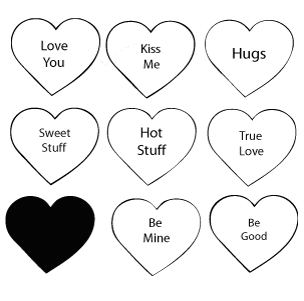 Love
You
Kiss
Me
Hugs
Sweet
Stuff
Hot
Stuff
True
Love
Be
Mine
Be
Good